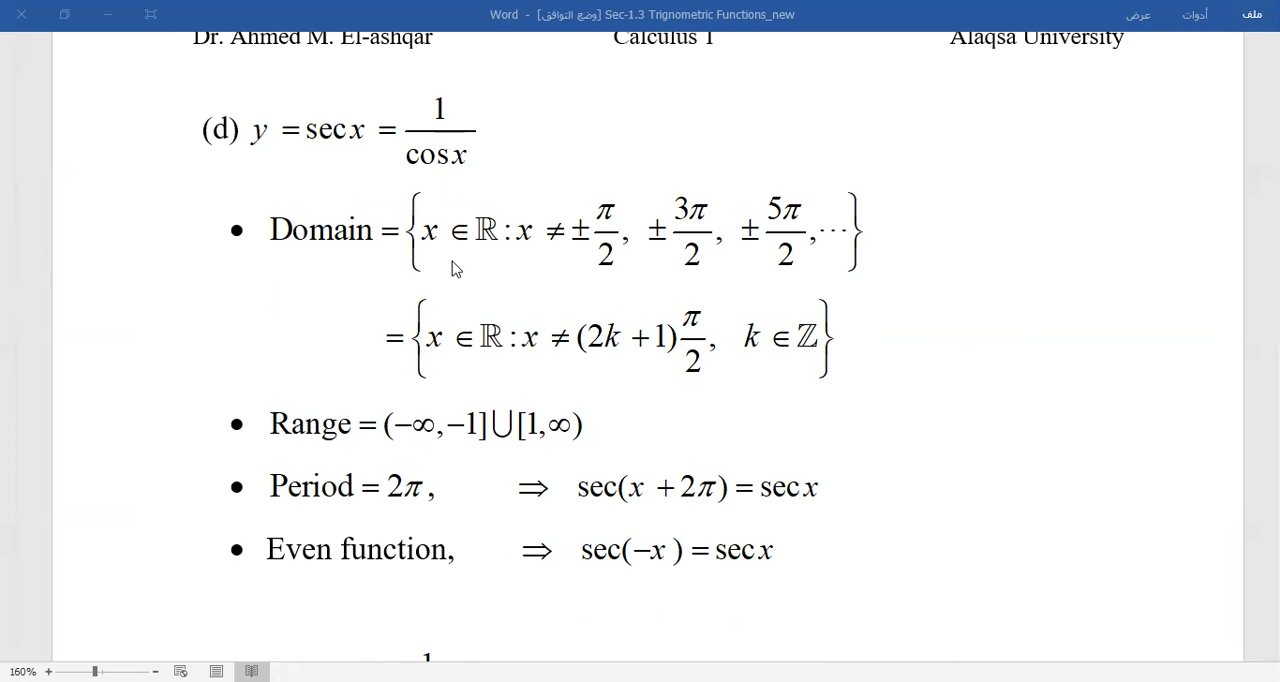 Word - [وضع التوافق] Sec-1.3 Trignometric Functions_new
عرض أدوات ملف
Dr. Ahmed M. El-ashqar Calculus 1 Alaqsa University
(d) y = sec x = 1/cos x
• Domain = {x ∈ ℝ : x ≠ ± π/2, ± 3π/2, ± 5π/2, ⋯}
= {x ∈ ℝ : x ≠ (2k + 1) π/2, k ∈ ℤ}
• Range = (−∞, −1] ⋃ [1, ∞)
• Period = 2π, ⇒ sec(x + 2π) = sec x
• Even function, ⇒ sec(−x) = sec x
1
160%